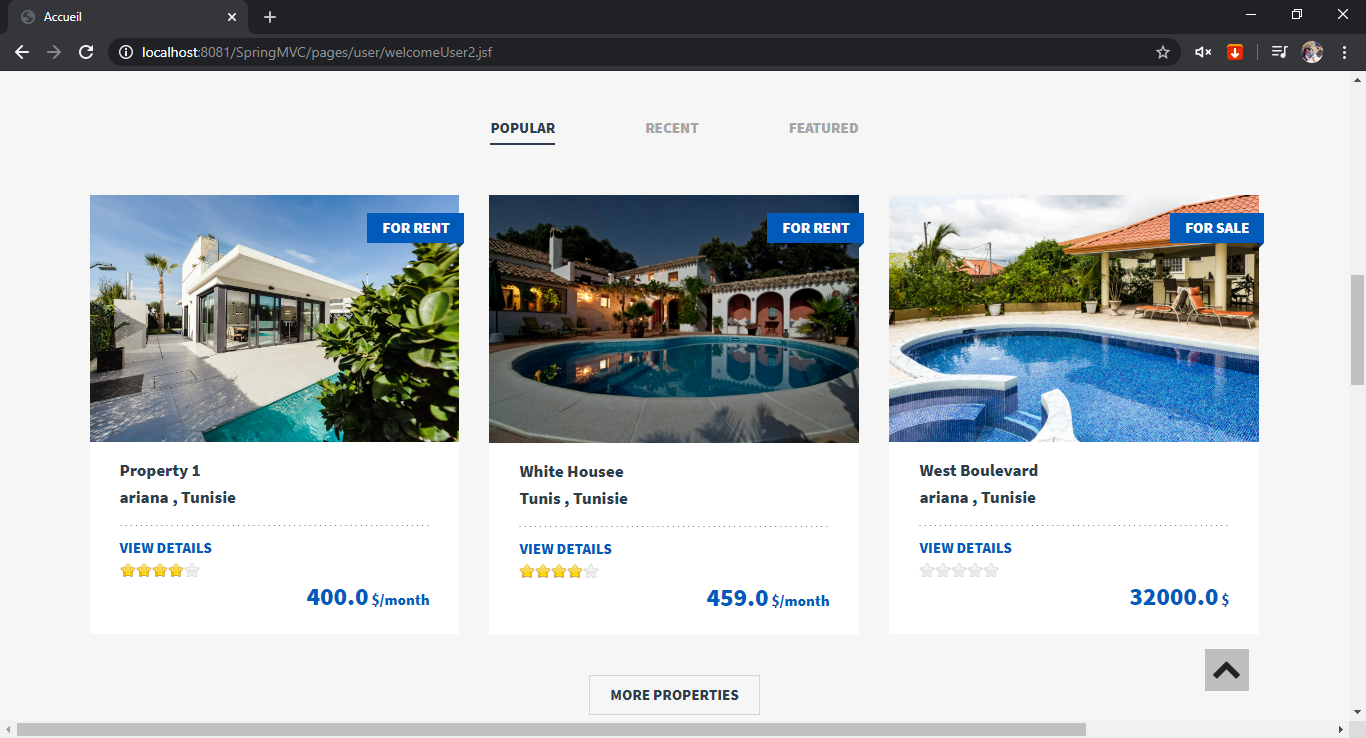 Accueil
localhost:8081/SpringMVC/pages/user/welcomeUser2.jsf
POPULAR
RECENT
FEATURED
FOR RENT
FOR RENT
FOR SALE
Property 1
ariana , Tunisie
VIEW DETAILS
400.0 $/month
White Housee
Tunis , Tunisie
VIEW DETAILS
459.0 $/month
West Boulevard
ariana , Tunisie
VIEW DETAILS
32000.0 $
MORE PROPERTIES